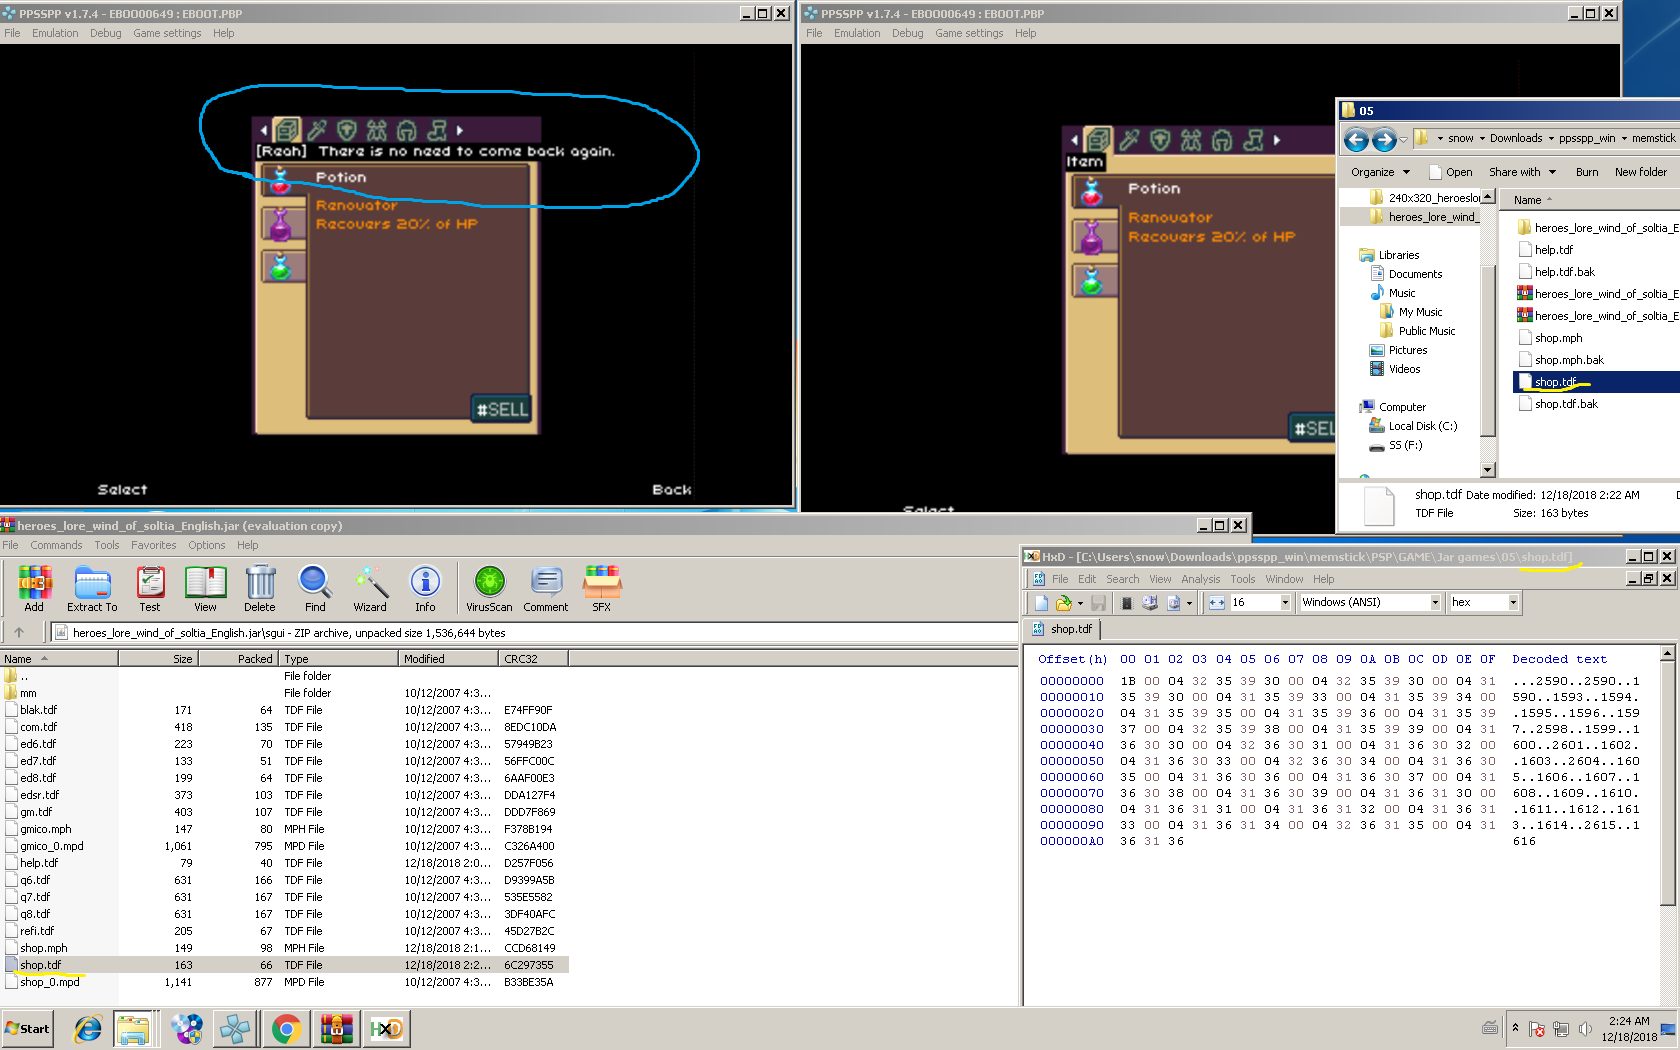 PPSSPP v1.7.4 - EBOO00649 : EBOOT.PBP
File Emulation Debug Game settings Help
[Reah] There is no need to come back again.
Potion
Renovator
Recovers 20% of HP
#SELL
Select Back
PPSSPP v1.7.4 - EBOO00649 : EBOOT.PBP
File Emulation Debug Game settings Help
Item
Potion
Renovator
Recovers 20% of HP
#SEL
Select
05
snow Downloads ppsspp_win memstick
Organize Open Share with Burn New folder
240x320_heroeslo
heroes_lore_wind_
Libraries
Documents
Music
My Music
Public Music
Pictures
Videos
Computer
Local Disk (C:)
SS (F:)
Name
heroes_lore_wind_of_soltia_E
help.tdf
help.tdf.bak
heroes_lore_wind_of_soltia_E
heroes_lore_wind_of_soltia_E
shop.mph
shop.mph.bak
shop.tdf
shop.tdf.bak
shop.tdf Date modified: 12/18/2018 2:22 AM
TDF File Size: 163 bytes
heroes_lore_wind_of_soltia_English.jar (evaluation copy)
File Commands Tools Favorites Options Help
Add Extract To Test View Delete Find Wizard Info VirusScan Comment SFX
heroes_lore_wind_of_soltia_English.jar\sgui - ZIP archive, unpacked size 1,536,644 bytes
Name Size Packed Type Modified CRC32
.. File folder
mm File folder 10/12/2007 4:3...
blak.tdf 171 64 TDF File 10/12/2007 4:3... E74FF90F
com.tdf 418 135 TDF File 10/12/2007 4:3... 8EDC10DA
ed6.tdf 223 70 TDF File 10/12/2007 4:3... 57949B23
ed7.tdf 133 51 TDF File 10/12/2007 4:3... 56FFC00C
ed8.tdf 199 64 TDF File 10/12/2007 4:3... 6AAF00E3
edsr.tdf 373 103 TDF File 10/12/2007 4:3... DDA127F4
gm.tdf 403 107 TDF File 10/12/2007 4:3... DDD7F869
gmico.mph 147 80 MPH File 10/12/2007 4:3... F378B194
gmico_0.mpd 1,061 795 MPD File 10/12/2007 4:3... C326A400
help.tdf 79 40 TDF File 12/18/2018 2:0... D257F056
q6.tdf 631 166 TDF File 10/12/2007 4:3... D9399A5B
q7.tdf 631 167 TDF File 10/12/2007 4:3... 535E5582
q8.tdf 631 167 TDF File 10/12/2007 4:3... 3DF40AFC
refi.tdf 205 67 TDF File 10/12/2007 4:3... 45D27B2C
shop.mph 149 98 MPH File 12/18/2018 2:1... CCD68149
shop.tdf 163 66 TDF File 12/18/2018 2:2... 6C297355
shop_0.mpd 1,141 877 MPD File 10/12/2007 4:3... B33BE35A
HxD - [C:\Users\snow\Downloads\ppsspp_win\memstick\PSP\GAME\Jar games\05\shop.tdf]
File Edit Search View Analysis Tools Window Help
16 Windows (ANSI) hex
shop.tdf
Offset(h) 00 01 02 03 04 05 06 07 08 09 0A 0B 0C 0D 0E 0F Decoded text
00000000 1B 00 04 32 35 39 30 00 04 32 35 39 30 00 04 31 ...2590..2590..1
00000010 35 39 30 00 04 31 35 39 33 00 04 31 35 39 34 00 590..1593..1594.
00000020 04 31 35 39 35 00 04 31 35 39 36 00 04 31 35 39 .1595..1596..159
00000030 37 00 04 32 35 39 38 00 04 31 35 39 39 00 04 31 7..2598..1599..1
00000040 36 30 30 00 04 32 36 30 31 00 04 31 36 30 32 00 600..2601..1602.
00000050 04 31 36 30 33 00 04 32 36 30 34 00 04 31 36 30 .1603..2604..160
00000060 35 00 04 31 36 30 36 00 04 31 36 30 37 00 04 31 5..1606..1607..1
00000070 36 30 38 00 04 31 36 30 39 00 04 31 36 31 30 00 608..1609..1610.
00000080 04 31 36 31 31 00 04 31 36 31 32 00 04 31 36 31 .1611..1612..161
00000090 33 00 04 31 36 31 34 00 04 32 36 31 35 00 04 31 3..1614..2615..1
000000A0 36 31 36 616
Start
2:24 AM
12/18/2018